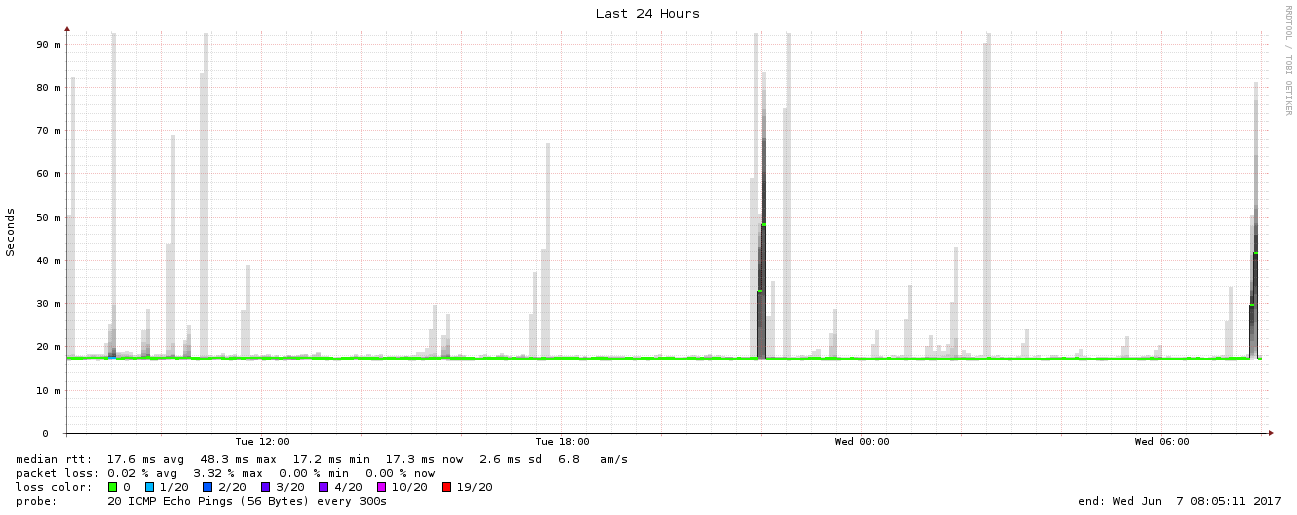 Last 24 Hours
RRDTOOL / TOBI OETIKER
Seconds
90 m
80 m
70 m
60 m
50 m
40 m
30 m
20 m
10 m
0
Tue 12:00 Tue 18:00 Wed 00:00 Wed 06:00
median rtt: 17.6 ms avg 48.3 ms max 17.2 ms min 17.3 ms now 2.6 ms sd 6.8 am/s
packet loss: 0.02 % avg 3.32 % max 0.00 % min 0.00 % now
loss color: 0 1/20 2/20 3/20 4/20 10/20 19/20
probe: 20 ICMP Echo Pings (56 Bytes) every 300s end: Wed Jun 7 08:05:11 2017